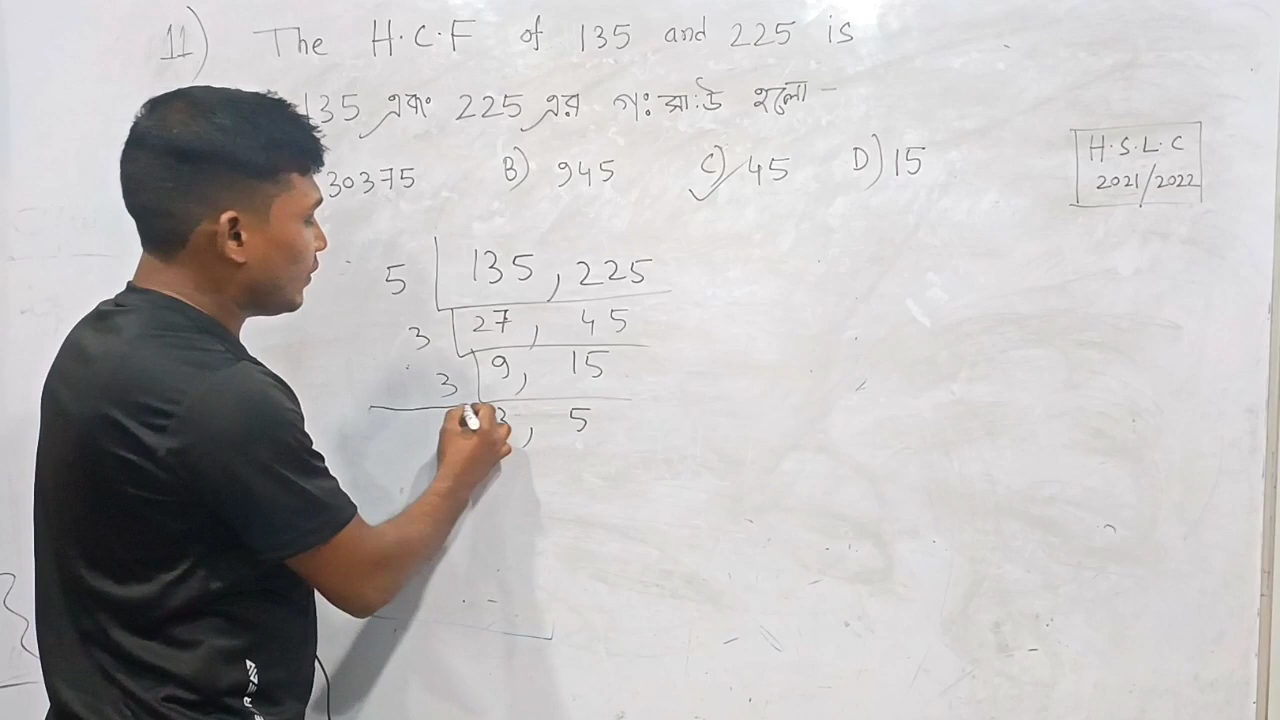 11) The H.C.F of 135 and 225 is
135 এবং 225 এর গ:সা:উ হলো -
30375 B) 945 C) 45 D) 15
H.S.L.C
2021/2022
5 135, 225
3 27, 45
3 9, 15
3, 5